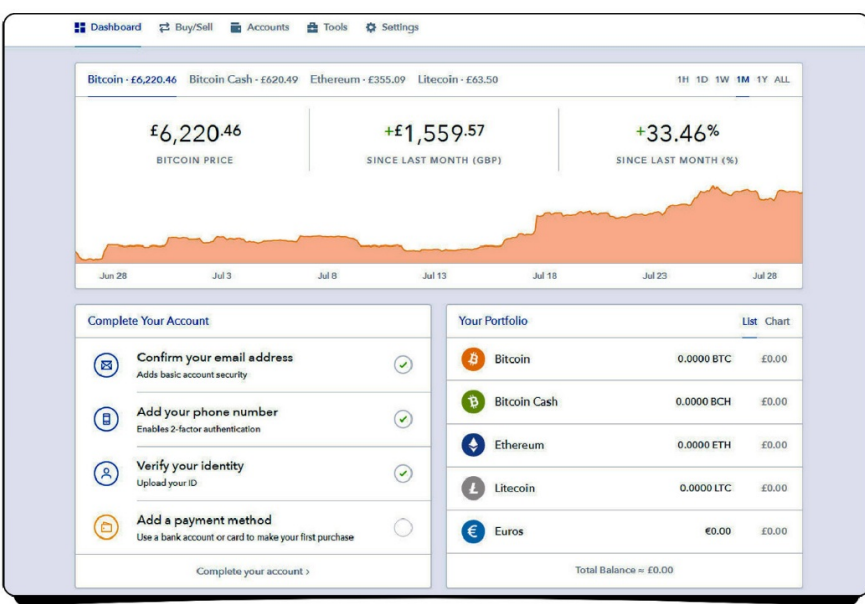 Dashboard Buy/Sell Accounts Tools Settings
Bitcoin · £6,220.46 Bitcoin Cash · £620.49 Ethereum · £355.09 Litecoin · £63.50 1H 1D 1W 1M 1Y ALL
£6,220.46 +£1,559.57 +33.46%
BITCOIN PRICE SINCE LAST MONTH (GBP) SINCE LAST MONTH (%)
Jun 28 Jul 3 Jul 8 Jul 13 Jul 18 Jul 23 Jul 28
Complete Your Account
Confirm your email address
Adds basic account security
Add your phone number
Enables 2-factor authentication
Verify your identity
Upload your ID
Add a payment method
Use a bank account or card to make your first purchase
Complete your account ›
Your Portfolio List Chart
Bitcoin 0.0000 BTC £0.00
Bitcoin Cash 0.0000 BCH £0.00
Ethereum 0.0000 ETH £0.00
Litecoin 0.0000 LTC £0.00
Euros €0.00 £0.00
Total Balance ≈ £0.00